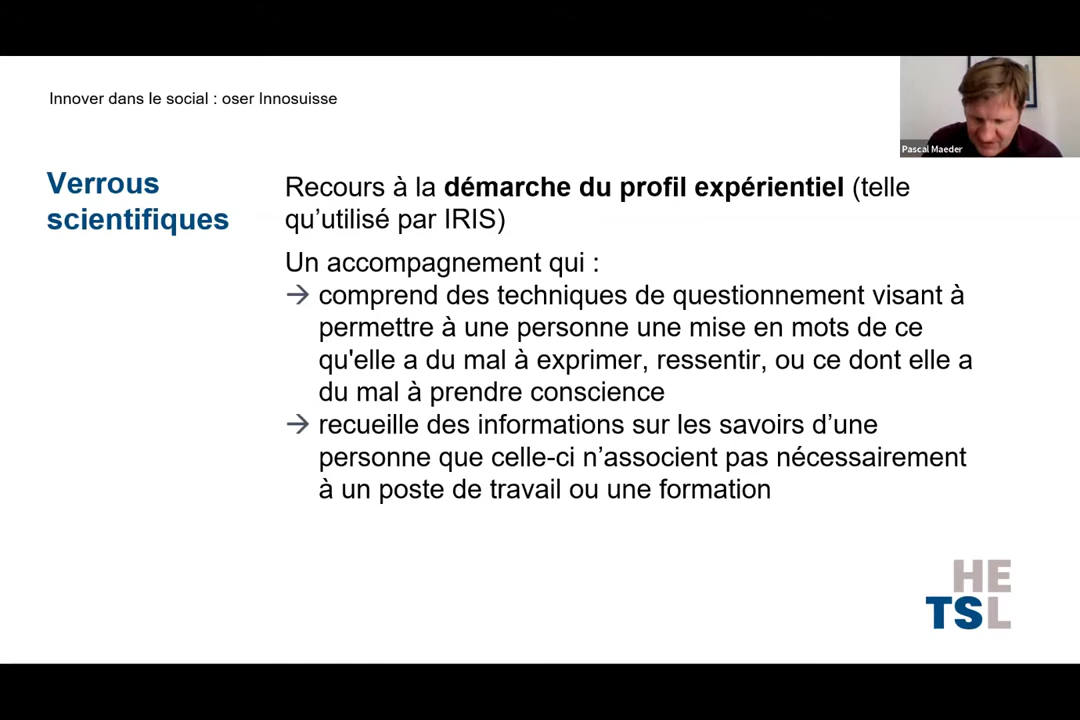 Innover dans le social : oser Innosuisse
Pascal Maeder
Verrous
scientifiques
Recours à la démarche du profil expérientiel (telle
qu’utilisé par IRIS)
Un accompagnement qui :
→ comprend des techniques de questionnement visant à
permettre à une personne une mise en mots de ce
qu'elle a du mal à exprimer, ressentir, ou ce dont elle a
du mal à prendre conscience
→ recueille des informations sur les savoirs d’une
personne que celle-ci n’associent pas nécessairement
à un poste de travail ou une formation
HE
TSL